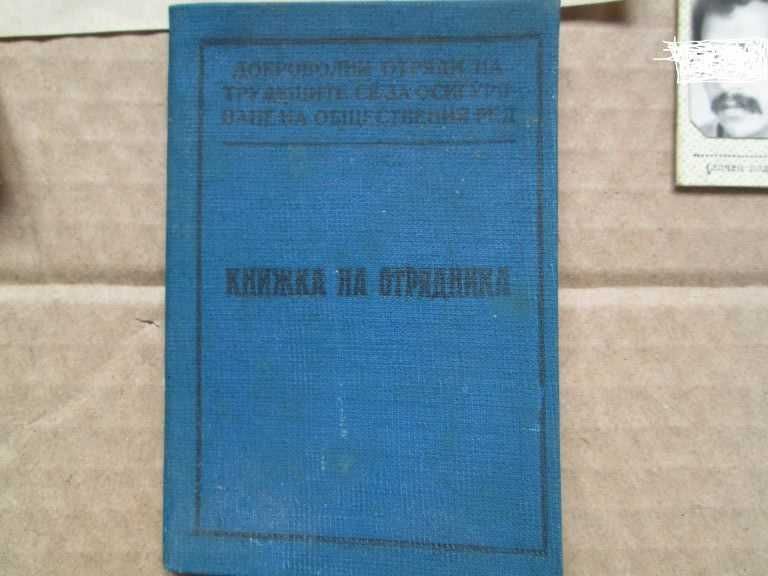 ДОБРОВОЛНИ ОТРЯДИ НА
ТРУДЕЩИТЕ СЕ ЗА ОСИГУРЯ-
ВАНЕ НА ОБЩЕСТВЕНИЯ РЕД
КНИЖКА НА ОТРЯДНИКА